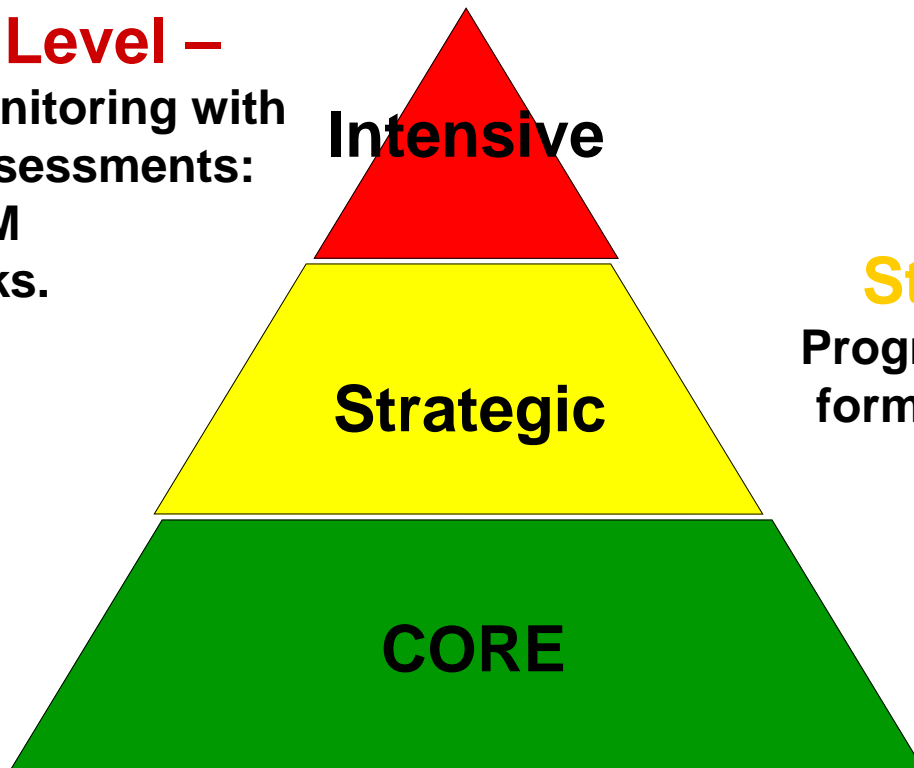 Level –
nitoring with
sessments:
M
ks.
Intensive
St
Progr
form
Strategic
CORE